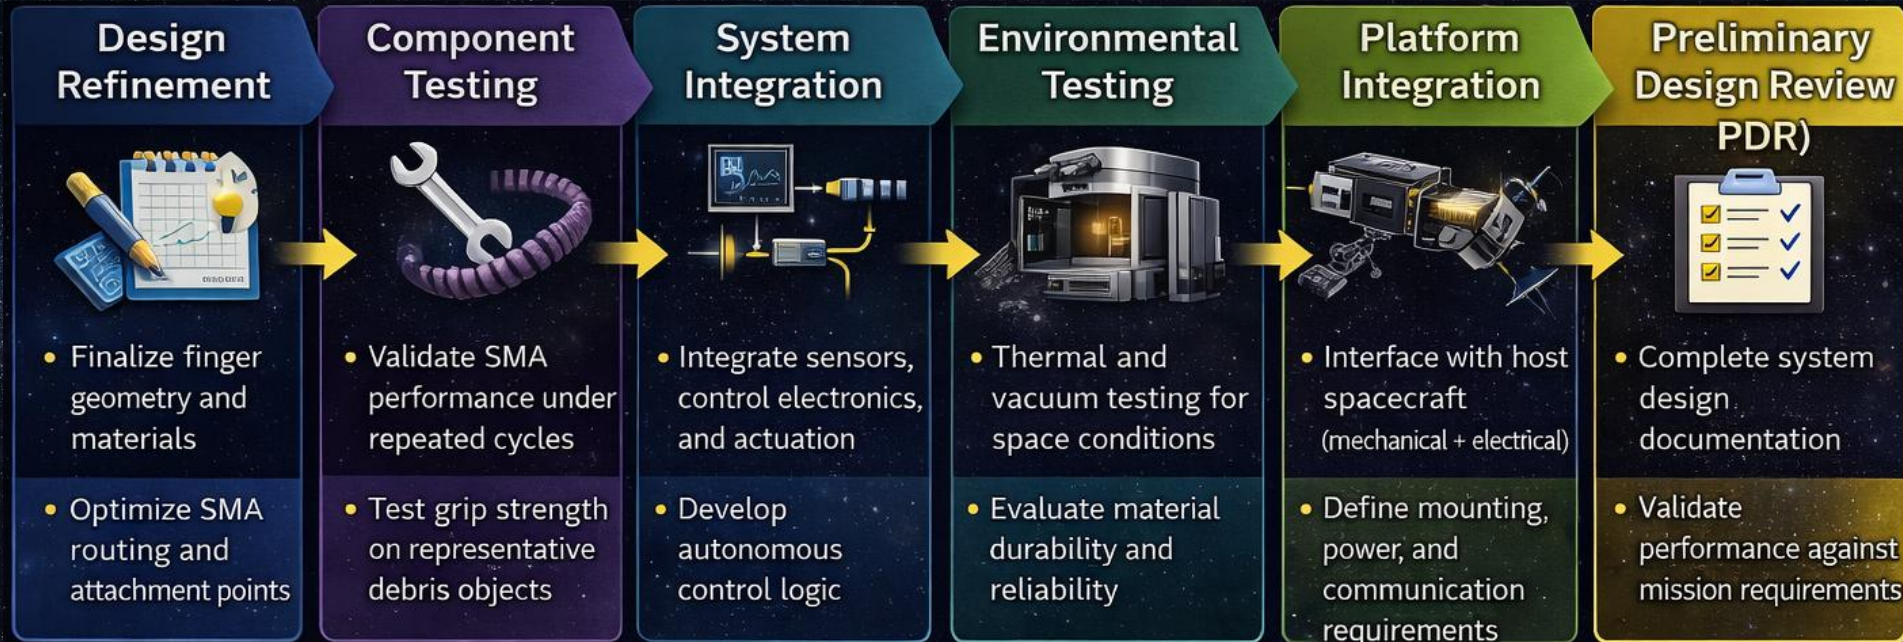 Design
Refinement
• Finalize finger
geometry and
materials
• Optimize SMA
routing and
attachment points
Component
Testing
• Validate SMA
performance under
repeated cycles
• Test grip strength
on representative
debris objects
System
Integration
• Integrate sensors,
control electronics,
and actuation
• Develop
autonomous
control logic
Environmental
Testing
• Thermal and
vacuum testing for
space conditions
• Evaluate material
durability and
reliability
Platform
Integration
• Interface with host
spacecraft
(mechanical + electrical)
• Define mounting,
power, and
communication
requirements
Preliminary
Design Review
PDR)
• Complete system
design
documentation
• Validate
performance against
mission requirements